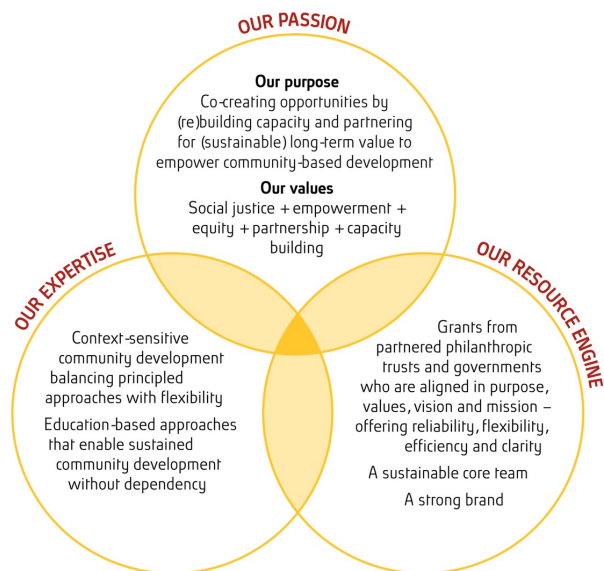 OUR PASSION
Our purpose
Co-creating opportunities by
(re)building capacity and partnering
for (sustainable) long-term value to
empower community-based development
Our values
Social justice + empowerment +
equity + partnership + capacity
building
OUR EXPERTISE
Context-sensitive
community development
balancing principled
approaches with flexibility
Education-based approaches
that enable sustained
community development
without dependency
OUR RESOURCE ENGINE
Grants from
partnered philanthropic
trusts and governments
who are aligned in purpose,
values, vision and mission –
offering reliability, flexibility,
efficiency and clarity
A sustainable core team
A strong brand